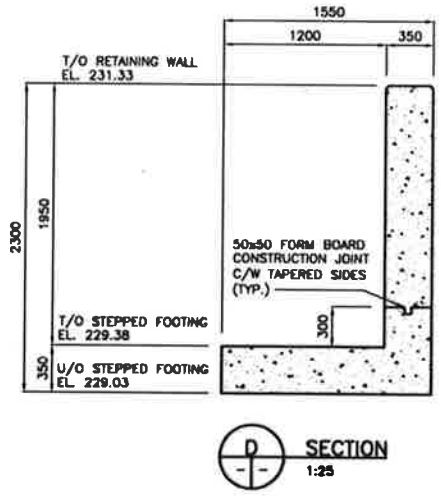 1550
1200 350
T/O RETAINING WALL
EL. 231.33
2300
1950
50x50 FORM BOARD
CONSTRUCTION JOINT
C/W TAPERED SIDES
(TYP.)
300
T/O STEPPED FOOTING
EL. 229.38
350
U/O STEPPED FOOTING
EL. 229.03
D
- -
SECTION
1:25